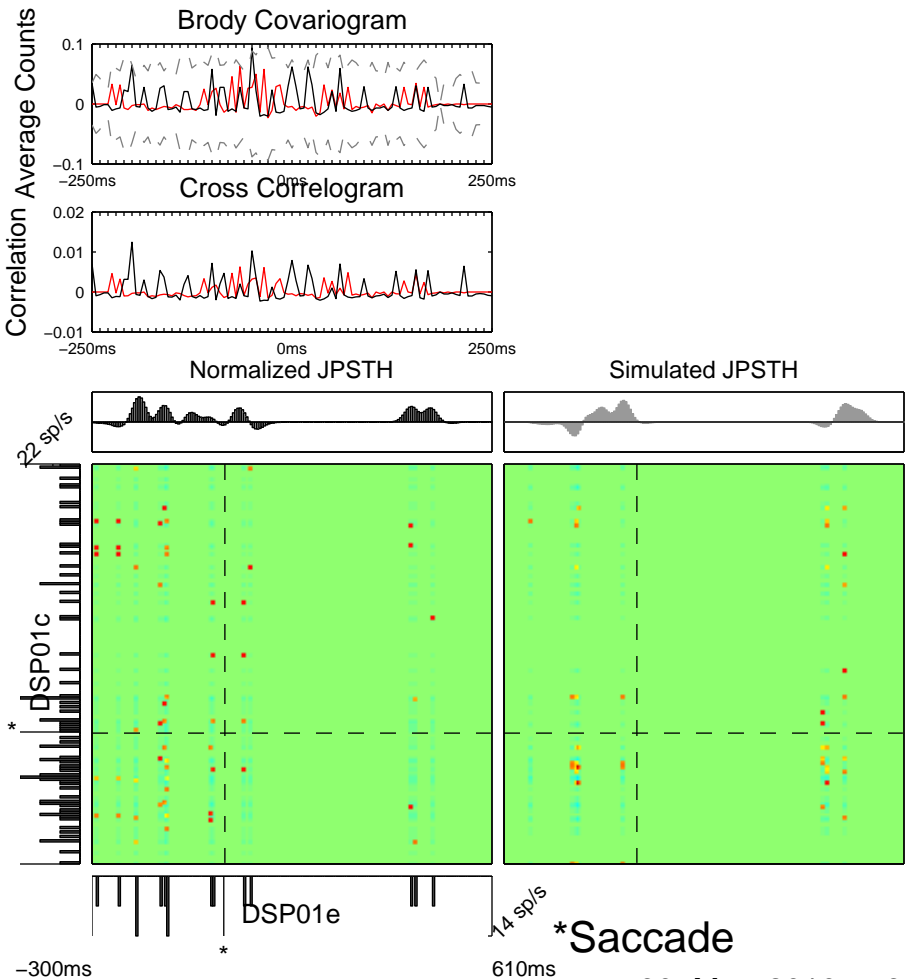 Brody Covariogram
Average Counts
0.1
0
−0.1
−250ms
0ms
250ms
Cross Correlogram
Correlation
0.02
0.01
0
−0.01
−250ms
0ms
250ms
Normalized JPSTH
Simulated JPSTH
22 sp/s
DSP01c
*
DSP01e
14 sp/s
*
*Saccade
−300ms
610ms